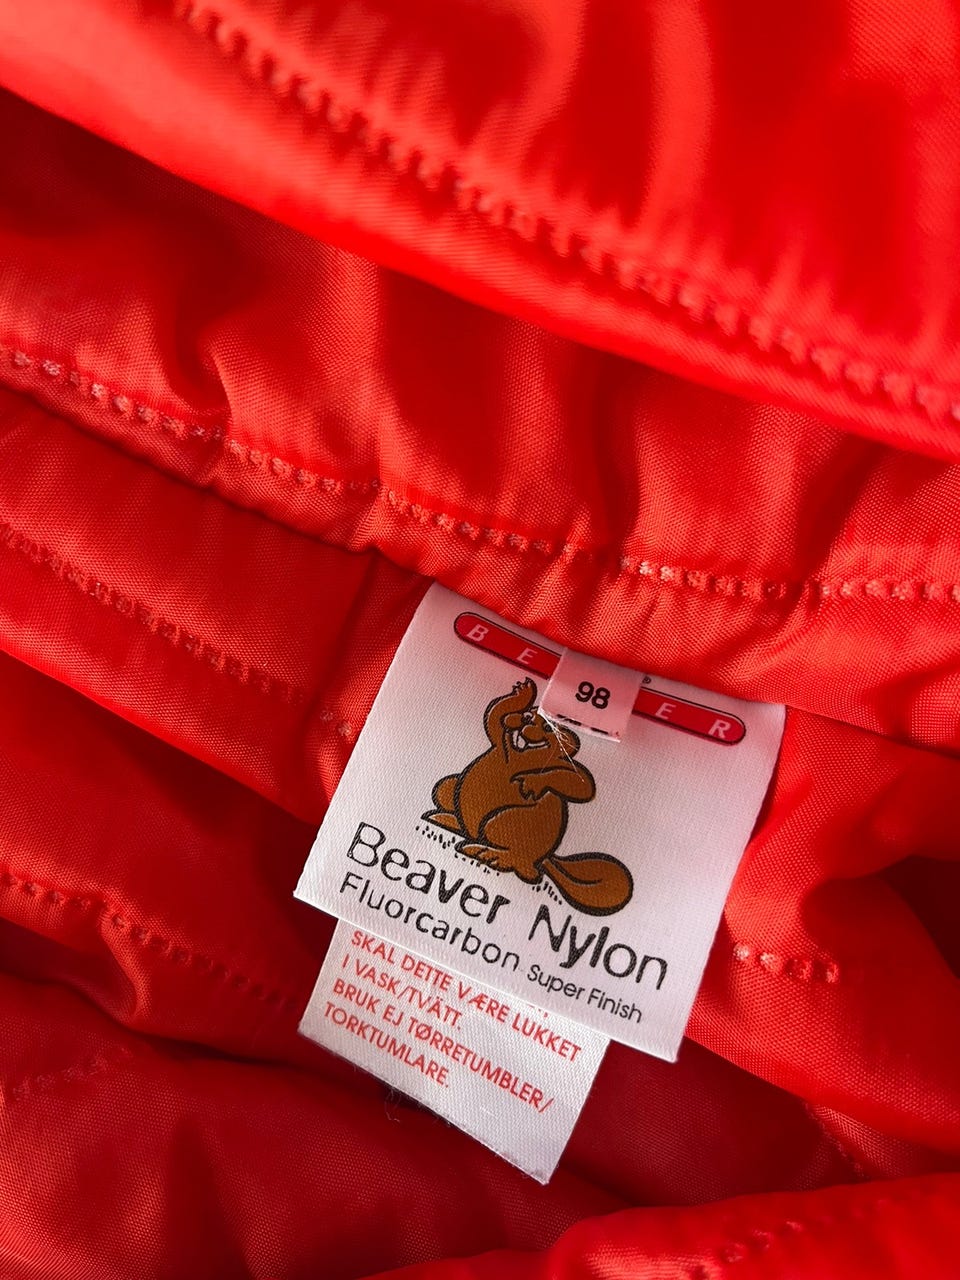 B E E R
98
Beaver Nylon
Fluorcarbon Super Finish
SKAL DETTE VÆRE LUKKET
I VASK/TVÄTT.
BRUK EJ TØRRETUMBLER/
TORKTUMLARE.